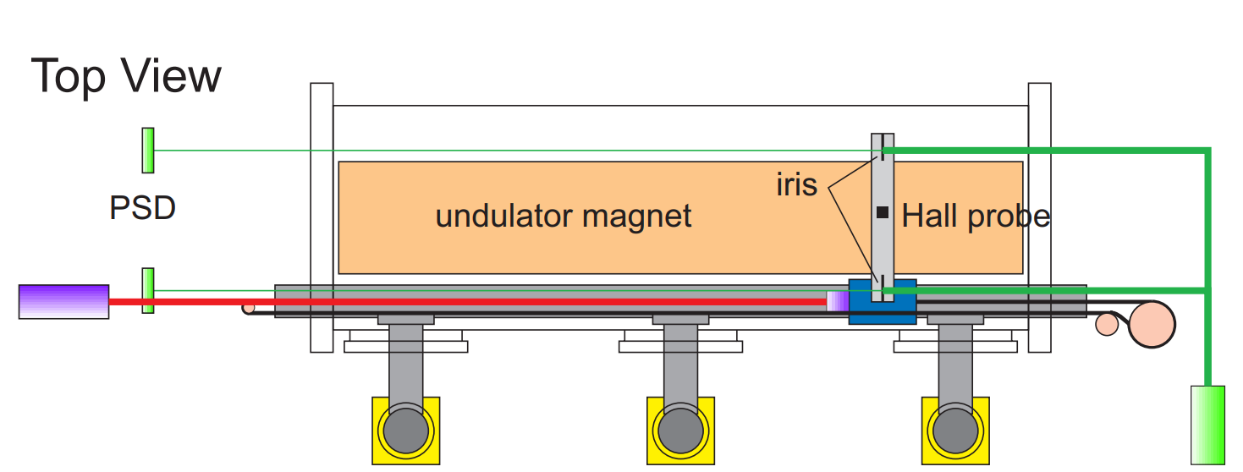 Top View
iris
PSD
undulator magnet
Hall probe